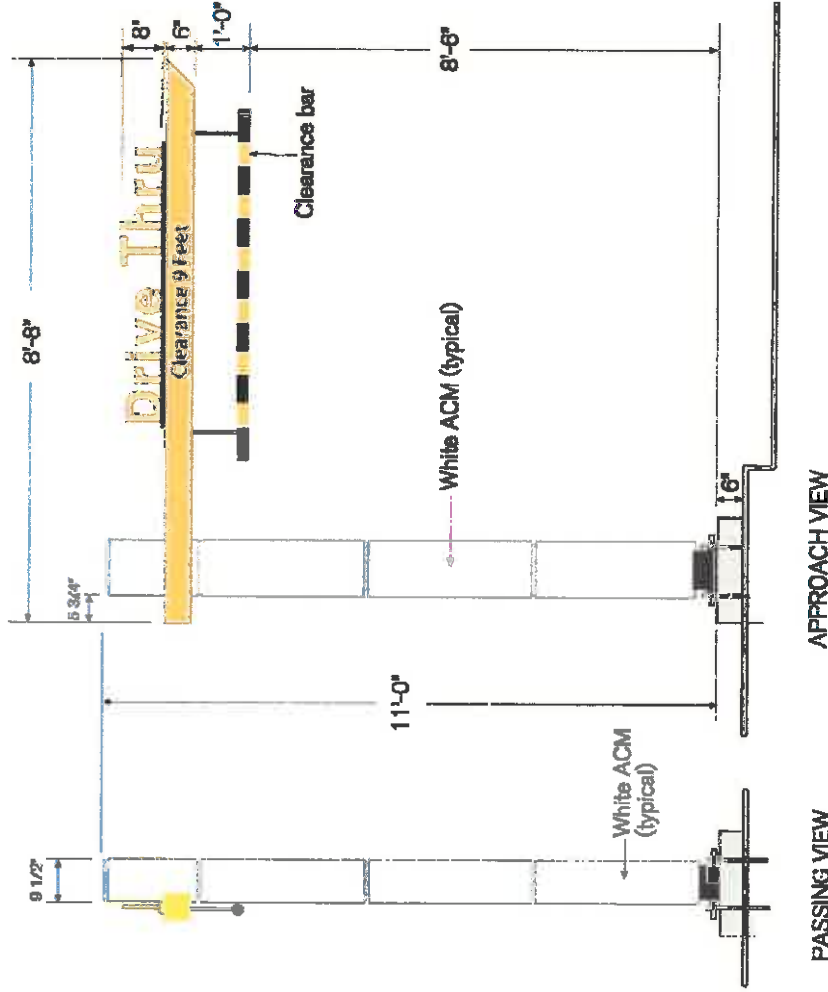 8'-8"
8"
6"
1'-0"
Drive Thru
Clearance 9 Feet
Clearance bar
8'-6"
5 3/4"
White ACM (typical)
6"
APPROACH VIEW
11'-0"
9 1/2"
White ACM
(typical)
PASSING VIEW